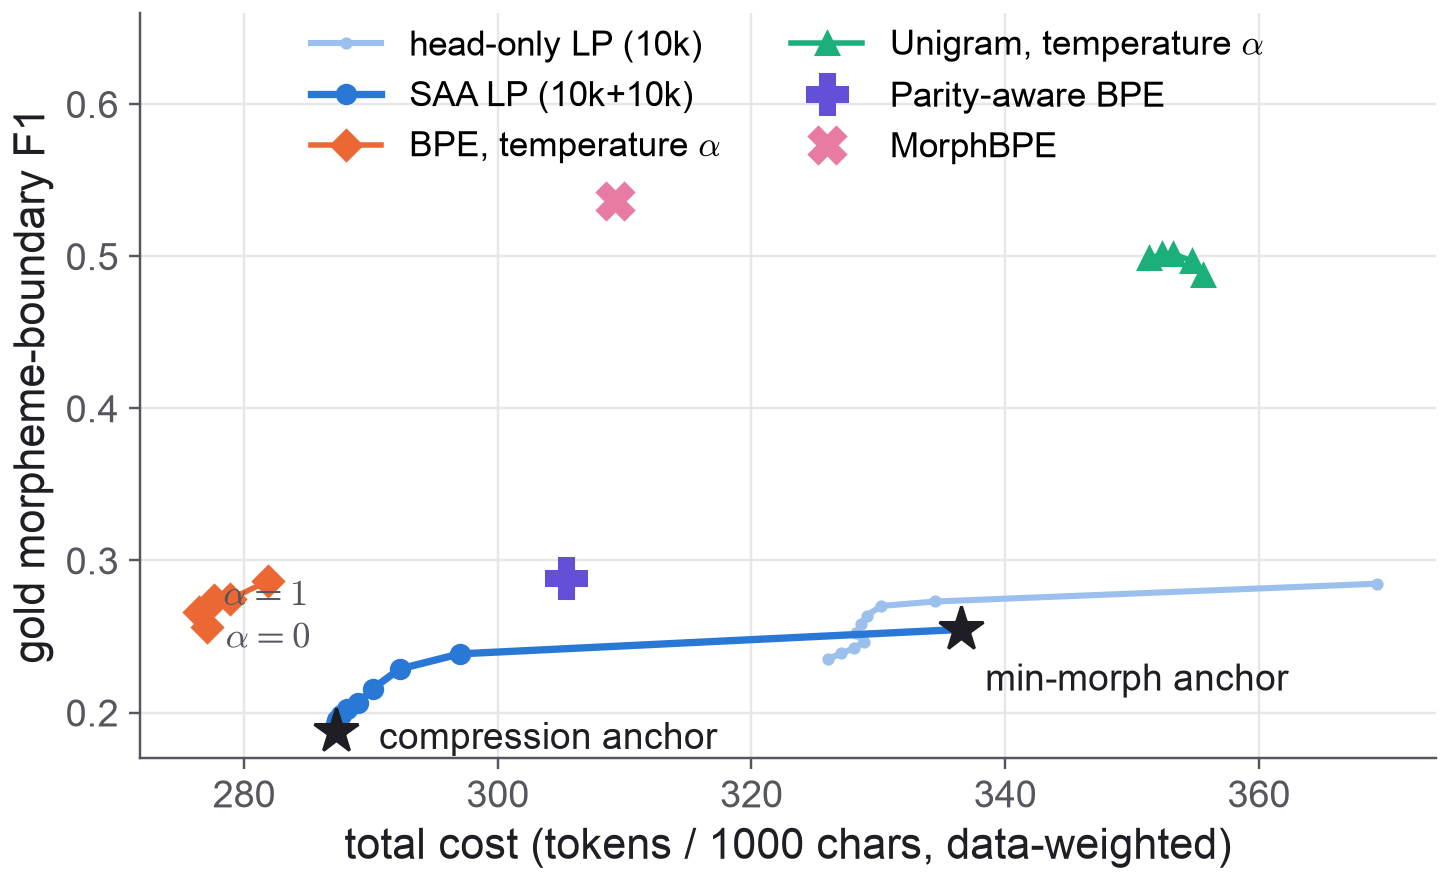 head-only LP (10k)
SAA LP (10k+10k)
BPE, temperature α
Unigram, temperature α
Parity-aware BPE
MorphBPE
gold morpheme-boundary F1
0.6
0.5
0.4
0.3
0.2
α = 1
α = 0
min-morph anchor
compression anchor
280
300
320
340
360
total cost (tokens / 1000 chars, data-weighted)